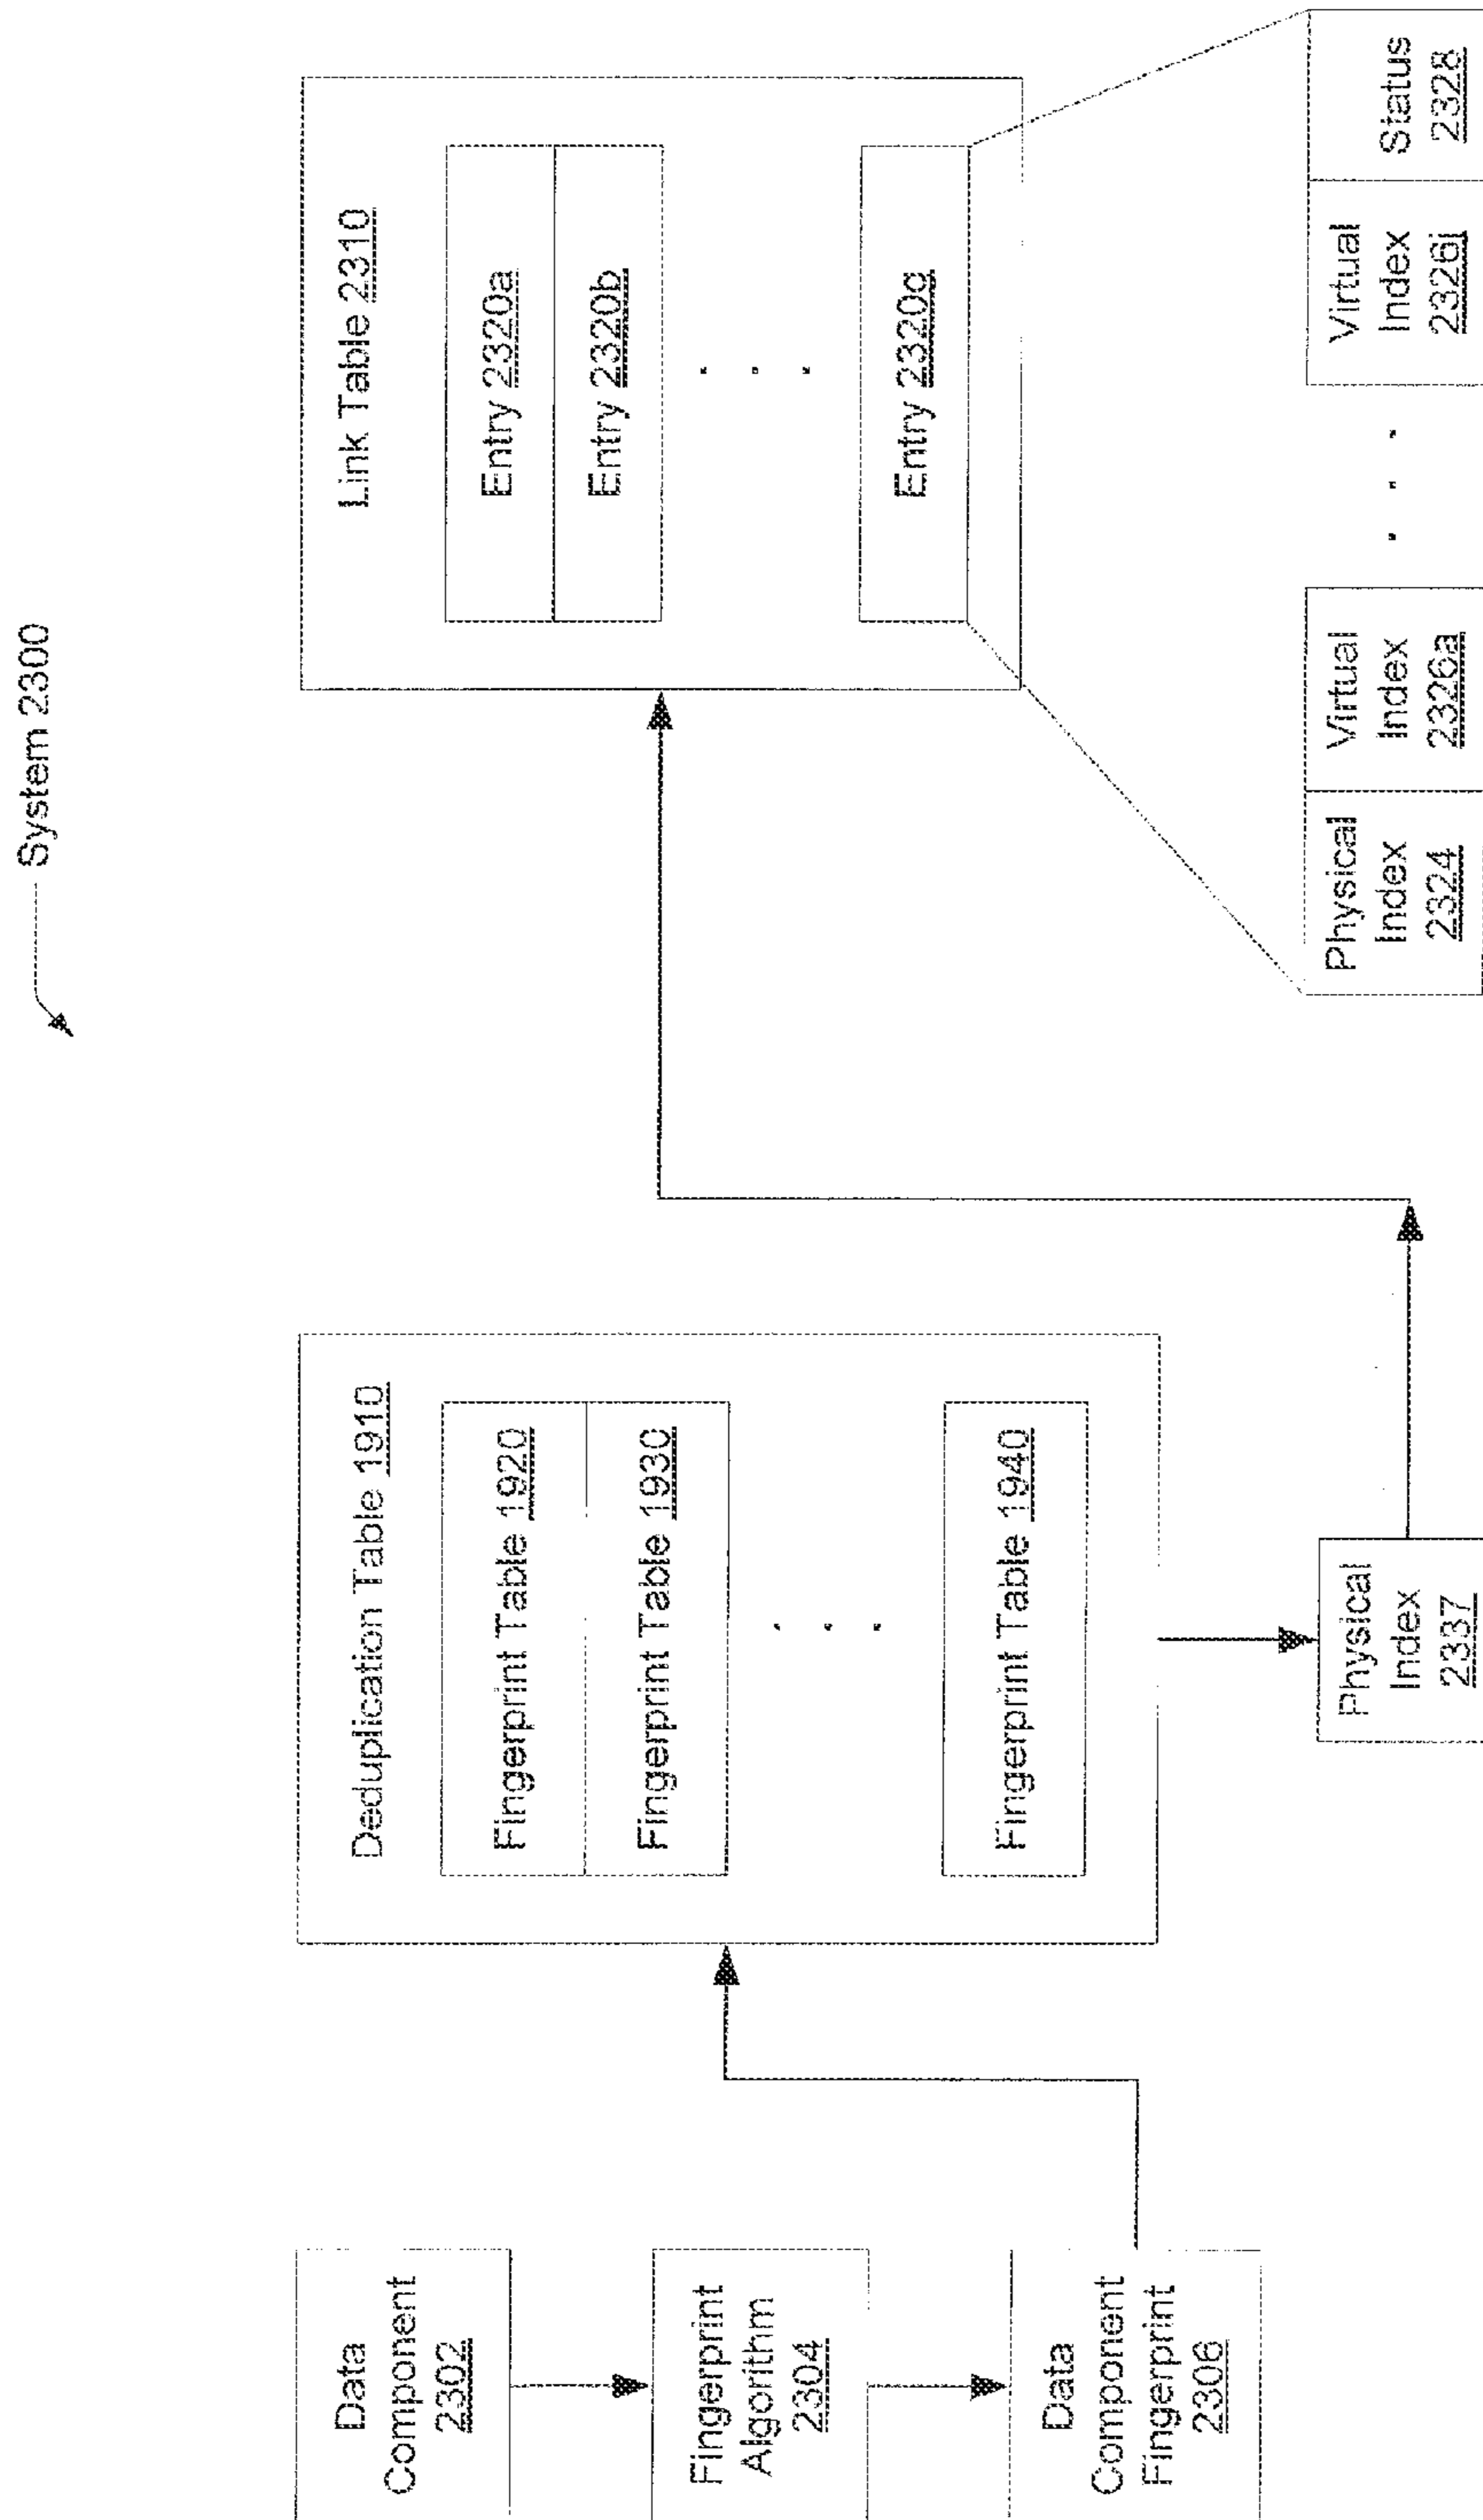 System 2300
Data
Component
2302
Fingerprint
Algorithm
2304
Data
Component
Fingerprint
2306
Deduplication Table 1910
Fingerprint Table 1920
Fingerprint Table 1930
Fingerprint Table 1940
Physical
Index
2337
Link Table 2310
Entry 2320a
Entry 2320b
Entry 2320g
Physical
Index
2324
Virtual
Index
2326a
Virtual
Index
2326j
Status
2328